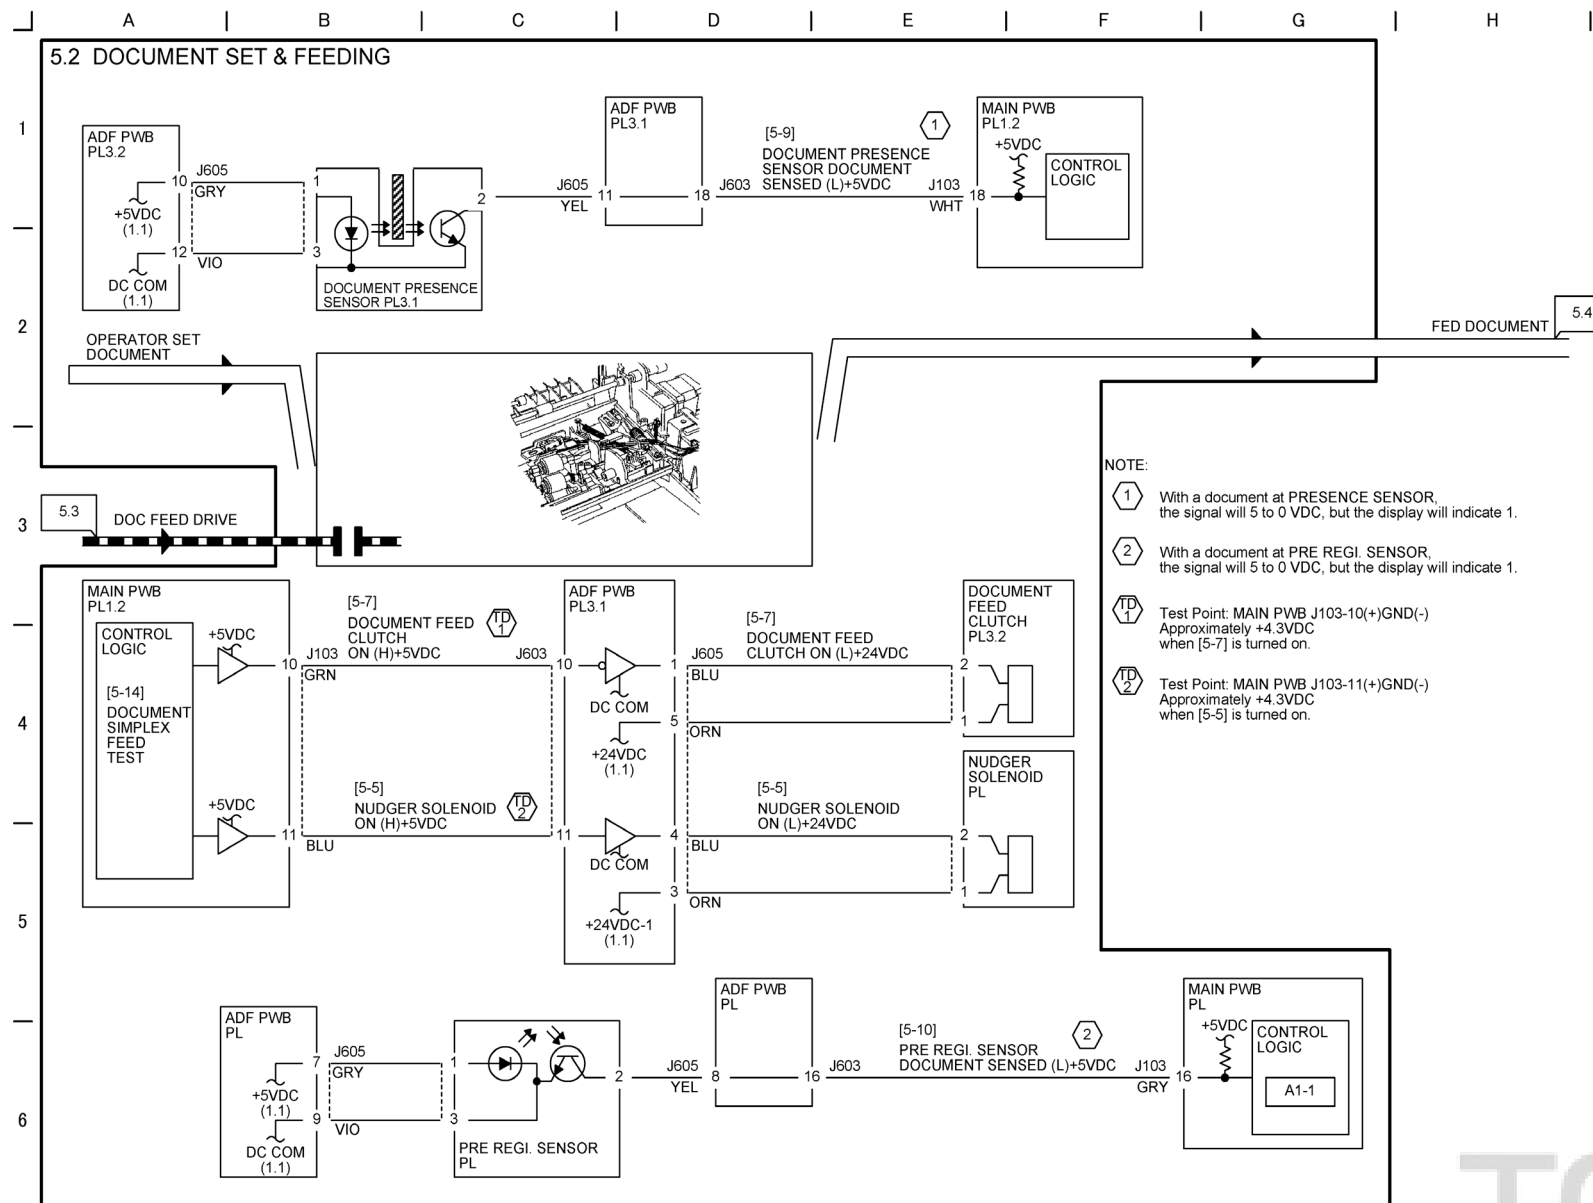 A B C D E F G H
5.2 DOCUMENT SET & FEEDING
1
ADF PWB
PL3.2
10
J605
GRY
+5VDC
(1.1)
12
VIO
DC COM
(1.1)
1
3
2
DOCUMENT PRESENCE
SENSOR PL3.1
J605
YEL
11
ADF PWB
PL3.1
18
J603
[5-9]
1
DOCUMENT PRESENCE
SENSOR DOCUMENT
SENSED (L)+5VDC
J103
WHT
18
MAIN PWB
PL1.2
+5VDC
CONTROL
LOGIC
2
OPERATOR SET
DOCUMENT
FED DOCUMENT
5.4
3
5.3
DOC FEED DRIVE
NOTE:
1
With a document at PRESENCE SENSOR,
the signal will 5 to 0 VDC, but the display will indicate 1.
2
With a document at PRE REGI. SENSOR,
the signal will 5 to 0 VDC, but the display will indicate 1.
TD
1
Test Point: MAIN PWB J103-10(+)GND(-)
Approximately +4.3VDC
when [5-7] is turned on.
TD
2
Test Point: MAIN PWB J103-11(+)GND(-)
Approximately +4.3VDC
when [5-5] is turned on.
4
MAIN PWB
PL1.2
CONTROL
LOGIC
[5-14]
DOCUMENT
SIMPLEX
FEED
TEST
+5VDC
10
J103
GRN
[5-7]
DOCUMENT FEED
CLUTCH
ON (H)+5VDC
TD
1
J603
10
ADF PWB
PL3.1
DC COM
1
5
+24VDC
(1.1)
J605
BLU
ORN
[5-7]
DOCUMENT FEED
CLUTCH ON (L)+24VDC
2
1
DOCUMENT
FEED
CLUTCH
PL3.2
+5VDC
11
BLU
[5-5]
NUDGER SOLENOID
ON (H)+5VDC
TD
2
11
DC COM
4
3
+24VDC-1
(1.1)
BLU
ORN
[5-5]
NUDGER SOLENOID
ON (L)+24VDC
2
1
NUDGER
SOLENOID
PL
5
6
ADF PWB
PL
7
J605
GRY
+5VDC
(1.1)
9
VIO
DC COM
(1.1)
1
3
2
PRE REGI. SENSOR
PL
J605
YEL
8
ADF PWB
PL
16
J603
[5-10]
2
PRE REGI. SENSOR
DOCUMENT SENSED (L)+5VDC
J103
GRY
16
MAIN PWB
PL
+5VDC
CONTROL
LOGIC
A1-1